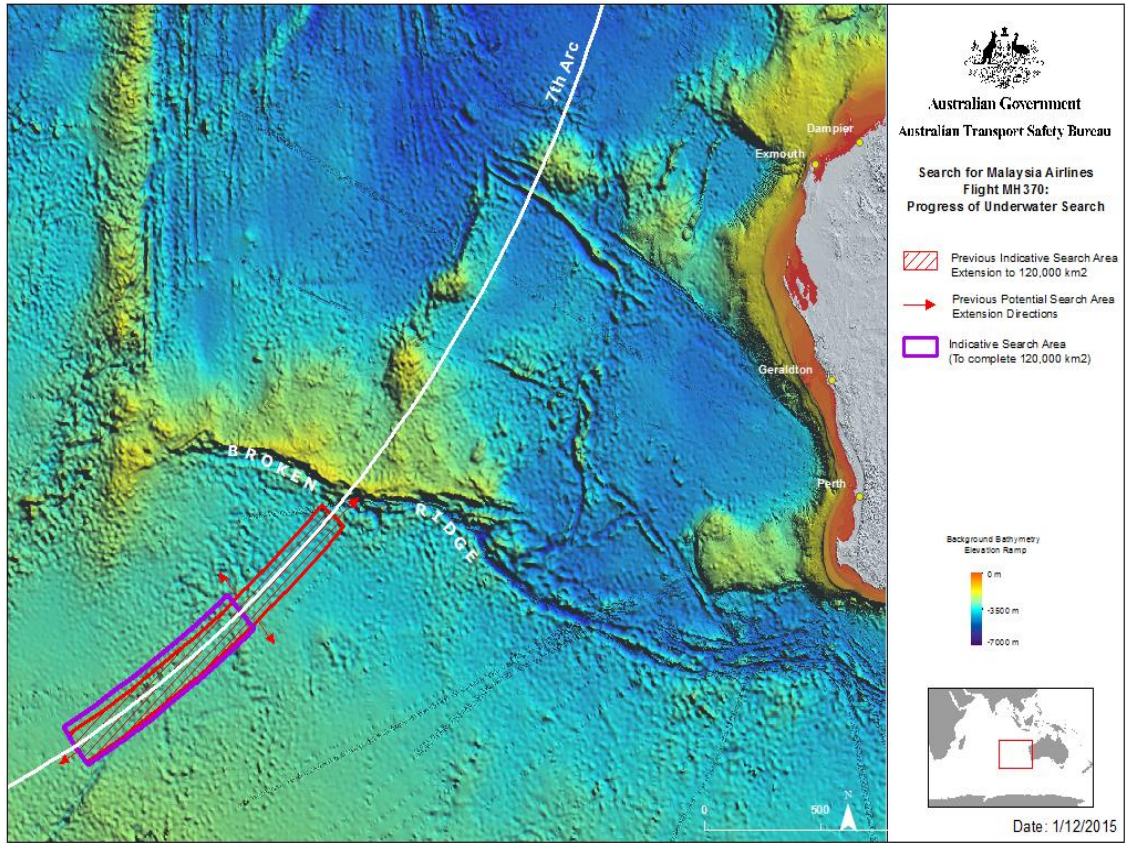 7th Arc
Dampier
Exmouth
Geraldton
Perth
BROKEN
RIDGE
0
500
N
Australian Government
Australian Transport Safety Bureau
Search for Malaysia Airlines
Flight MH370:
Progress of Underwater Search
Previous Indicative Search Area
Extension to 120,000 km2
Previous Potential Search Area
Extension Directions
Indicative Search Area
(To complete 120,000 km2)
Background Bathymetry
Elevation Ramp
0 m
-3500 m
-7000 m
Date: 1/12/2015